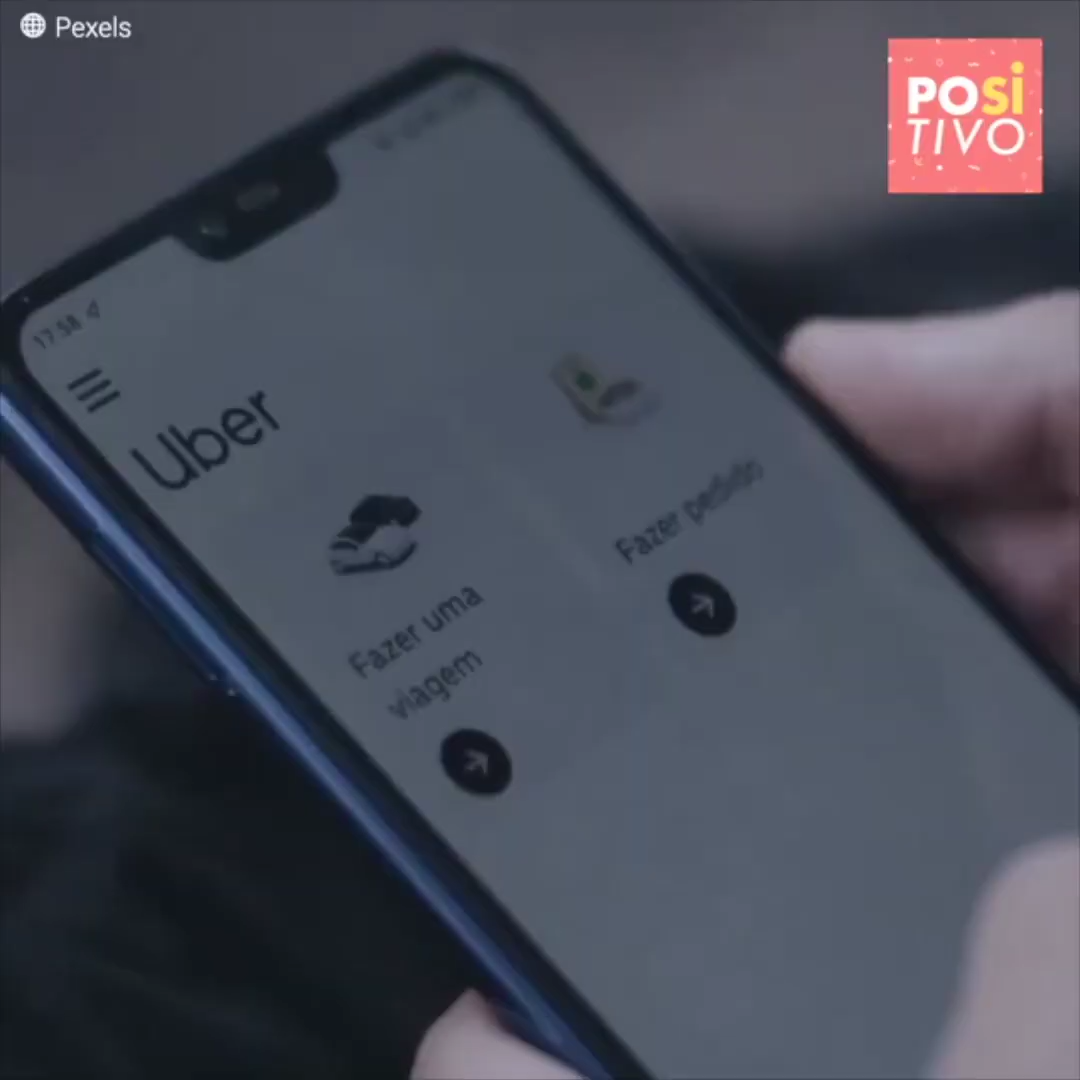 Pexels
POSi
TIVO
17:58
Uber
Fazer uma
viagem
Fazer pedido